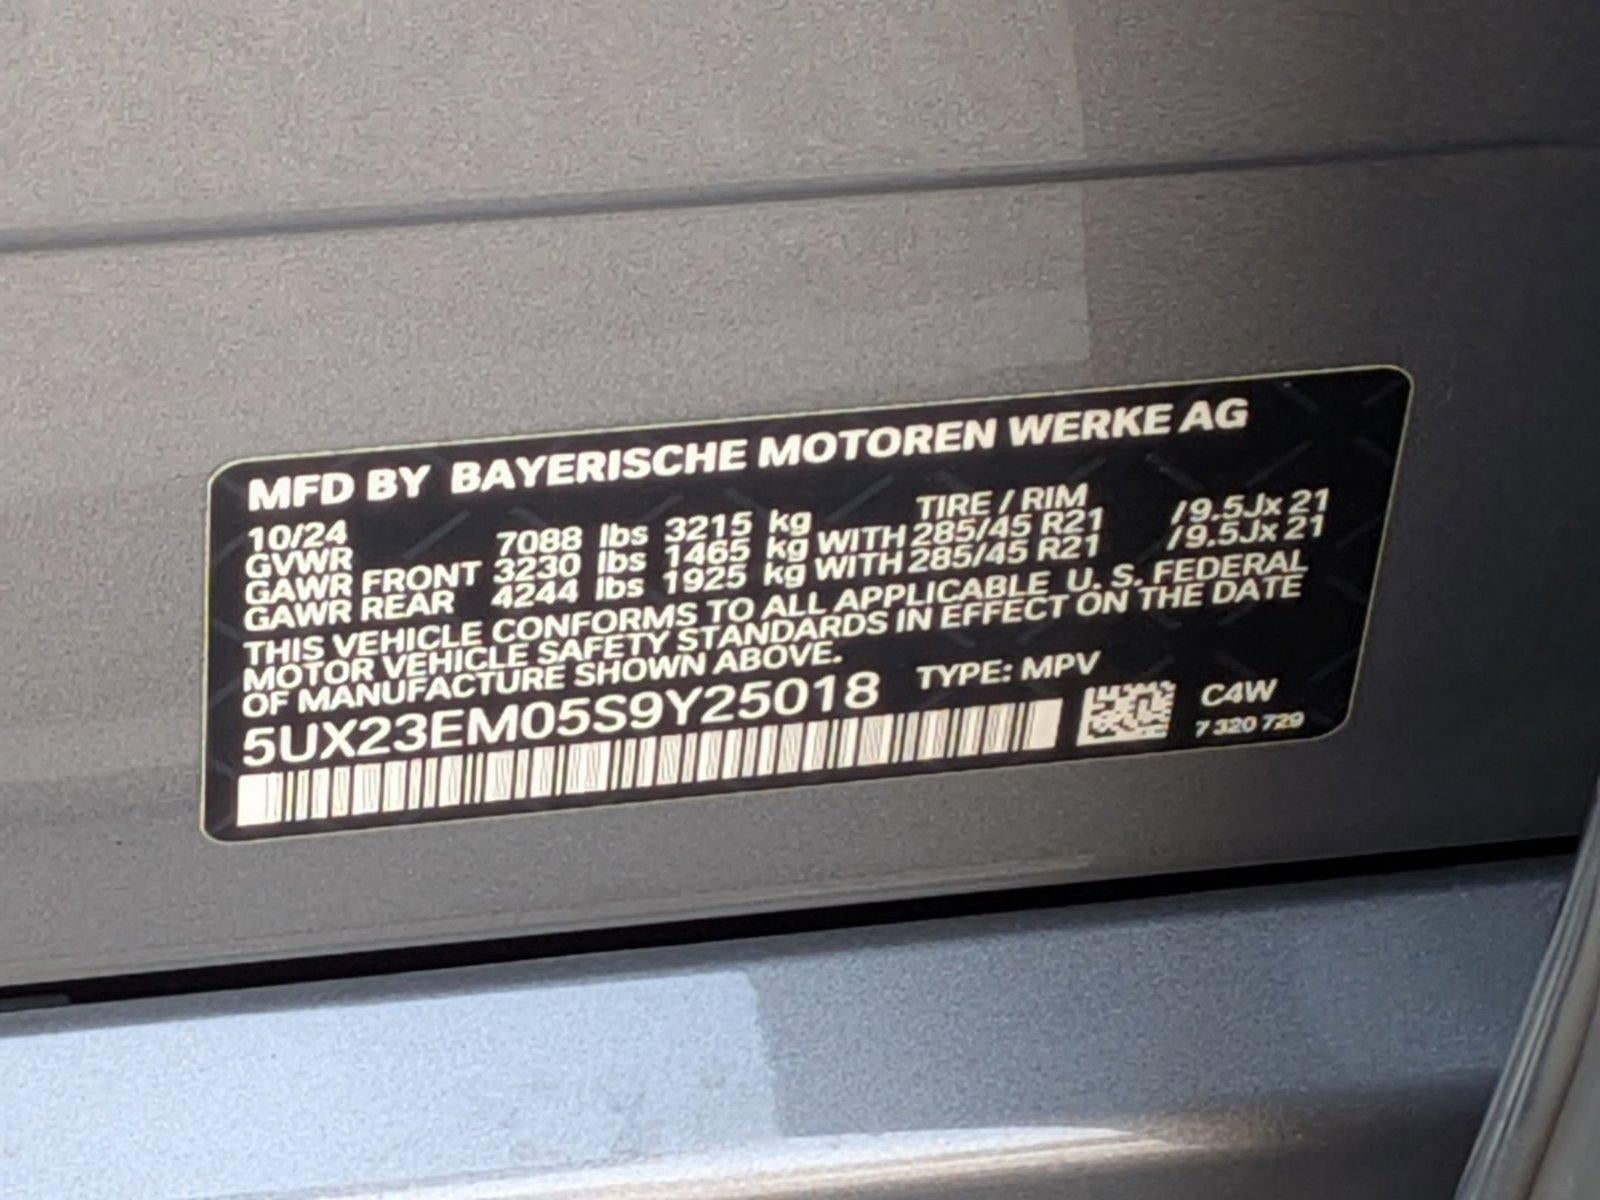 MFD BY BAYERISCHE MOTOREN WERKE AG
10/24 TIRE / RIM
GVWR 7088 lbs 3215 kg
GAWR FRONT 3230 lbs 1465 kg WITH 285/45 R21 /9.5Jx 21
GAWR REAR 4244 lbs 1925 kg WITH 285/45 R21 /9.5Jx 21
THIS VEHICLE CONFORMS TO ALL APPLICABLE U. S. FEDERAL
MOTOR VEHICLE SAFETY STANDARDS IN EFFECT ON THE DATE
OF MANUFACTURE SHOWN ABOVE.
5UX23EM05S9Y25018 TYPE: MPV
C4W
7 320 729